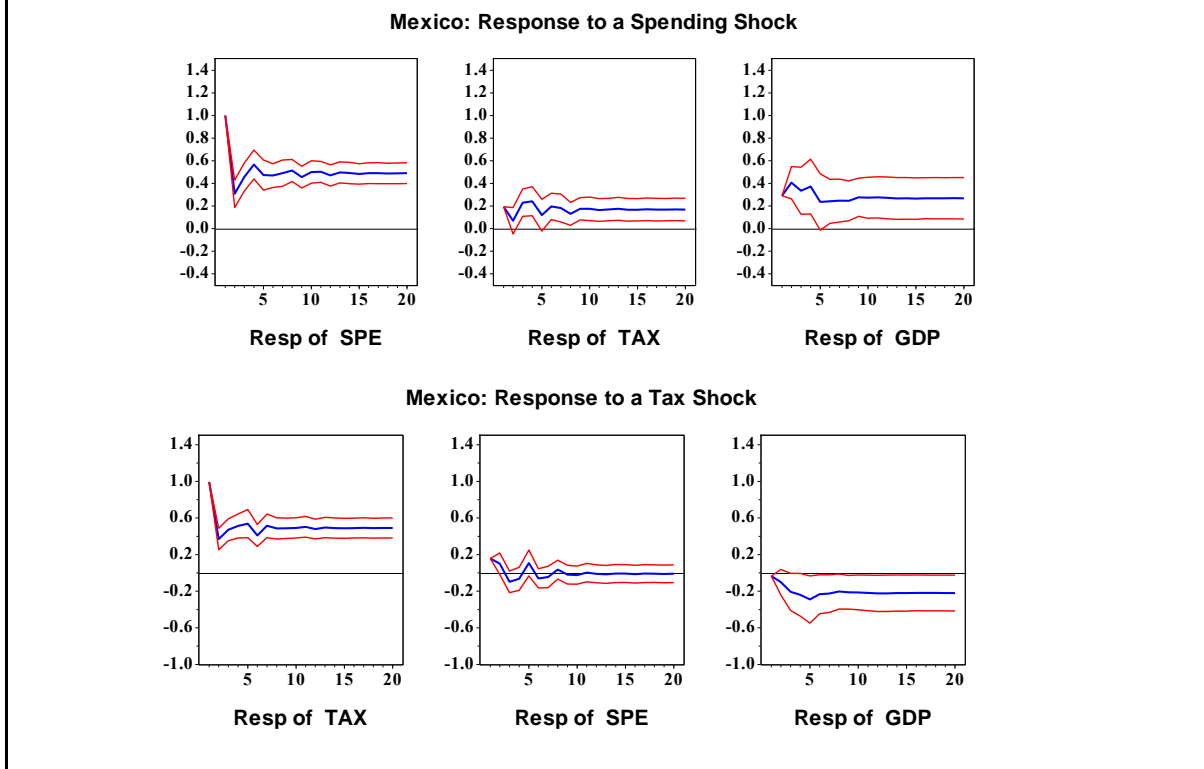 Mexico: Response to a Spending Shock
1.4 1.4 1.4
1.2 1.2 1.2
1.0 1.0 1.0
0.8 0.8 0.8
0.6 0.6 0.6
0.4 0.4 0.4
0.2 0.2 0.2
0.0 0.0 0.0
-0.2 -0.2 -0.2
-0.4 -0.4 -0.4
5 10 15 20 5 10 15 20 5 10 15 20
Resp of SPE Resp of TAX Resp of GDP
Mexico: Response to a Tax Shock
1.4 1.4 1.4
1.0 1.0 1.0
0.6 0.6 0.6
0.2 0.2 0.2
-0.2 -0.2 -0.2
-0.6 -0.6 -0.6
-1.0 -1.0 -1.0
5 10 15 20 5 10 15 20 5 10 15 20
Resp of TAX Resp of SPE Resp of GDP